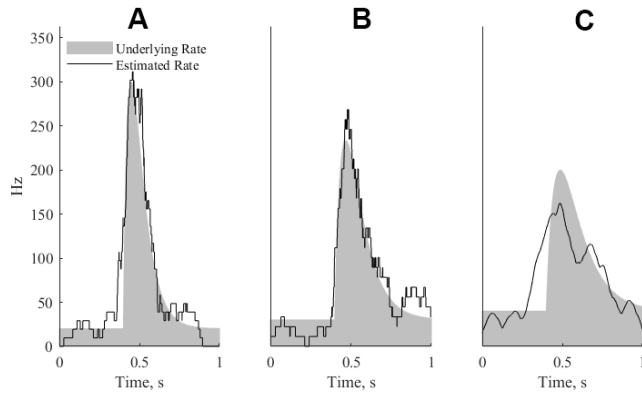 A
B
C
350
300
250
200
150
100
50
0
Hz
Underlying Rate
Estimated Rate
0
0.5
1
Time, s
0
0.5
1
Time, s
0
0.5
1
Time, s